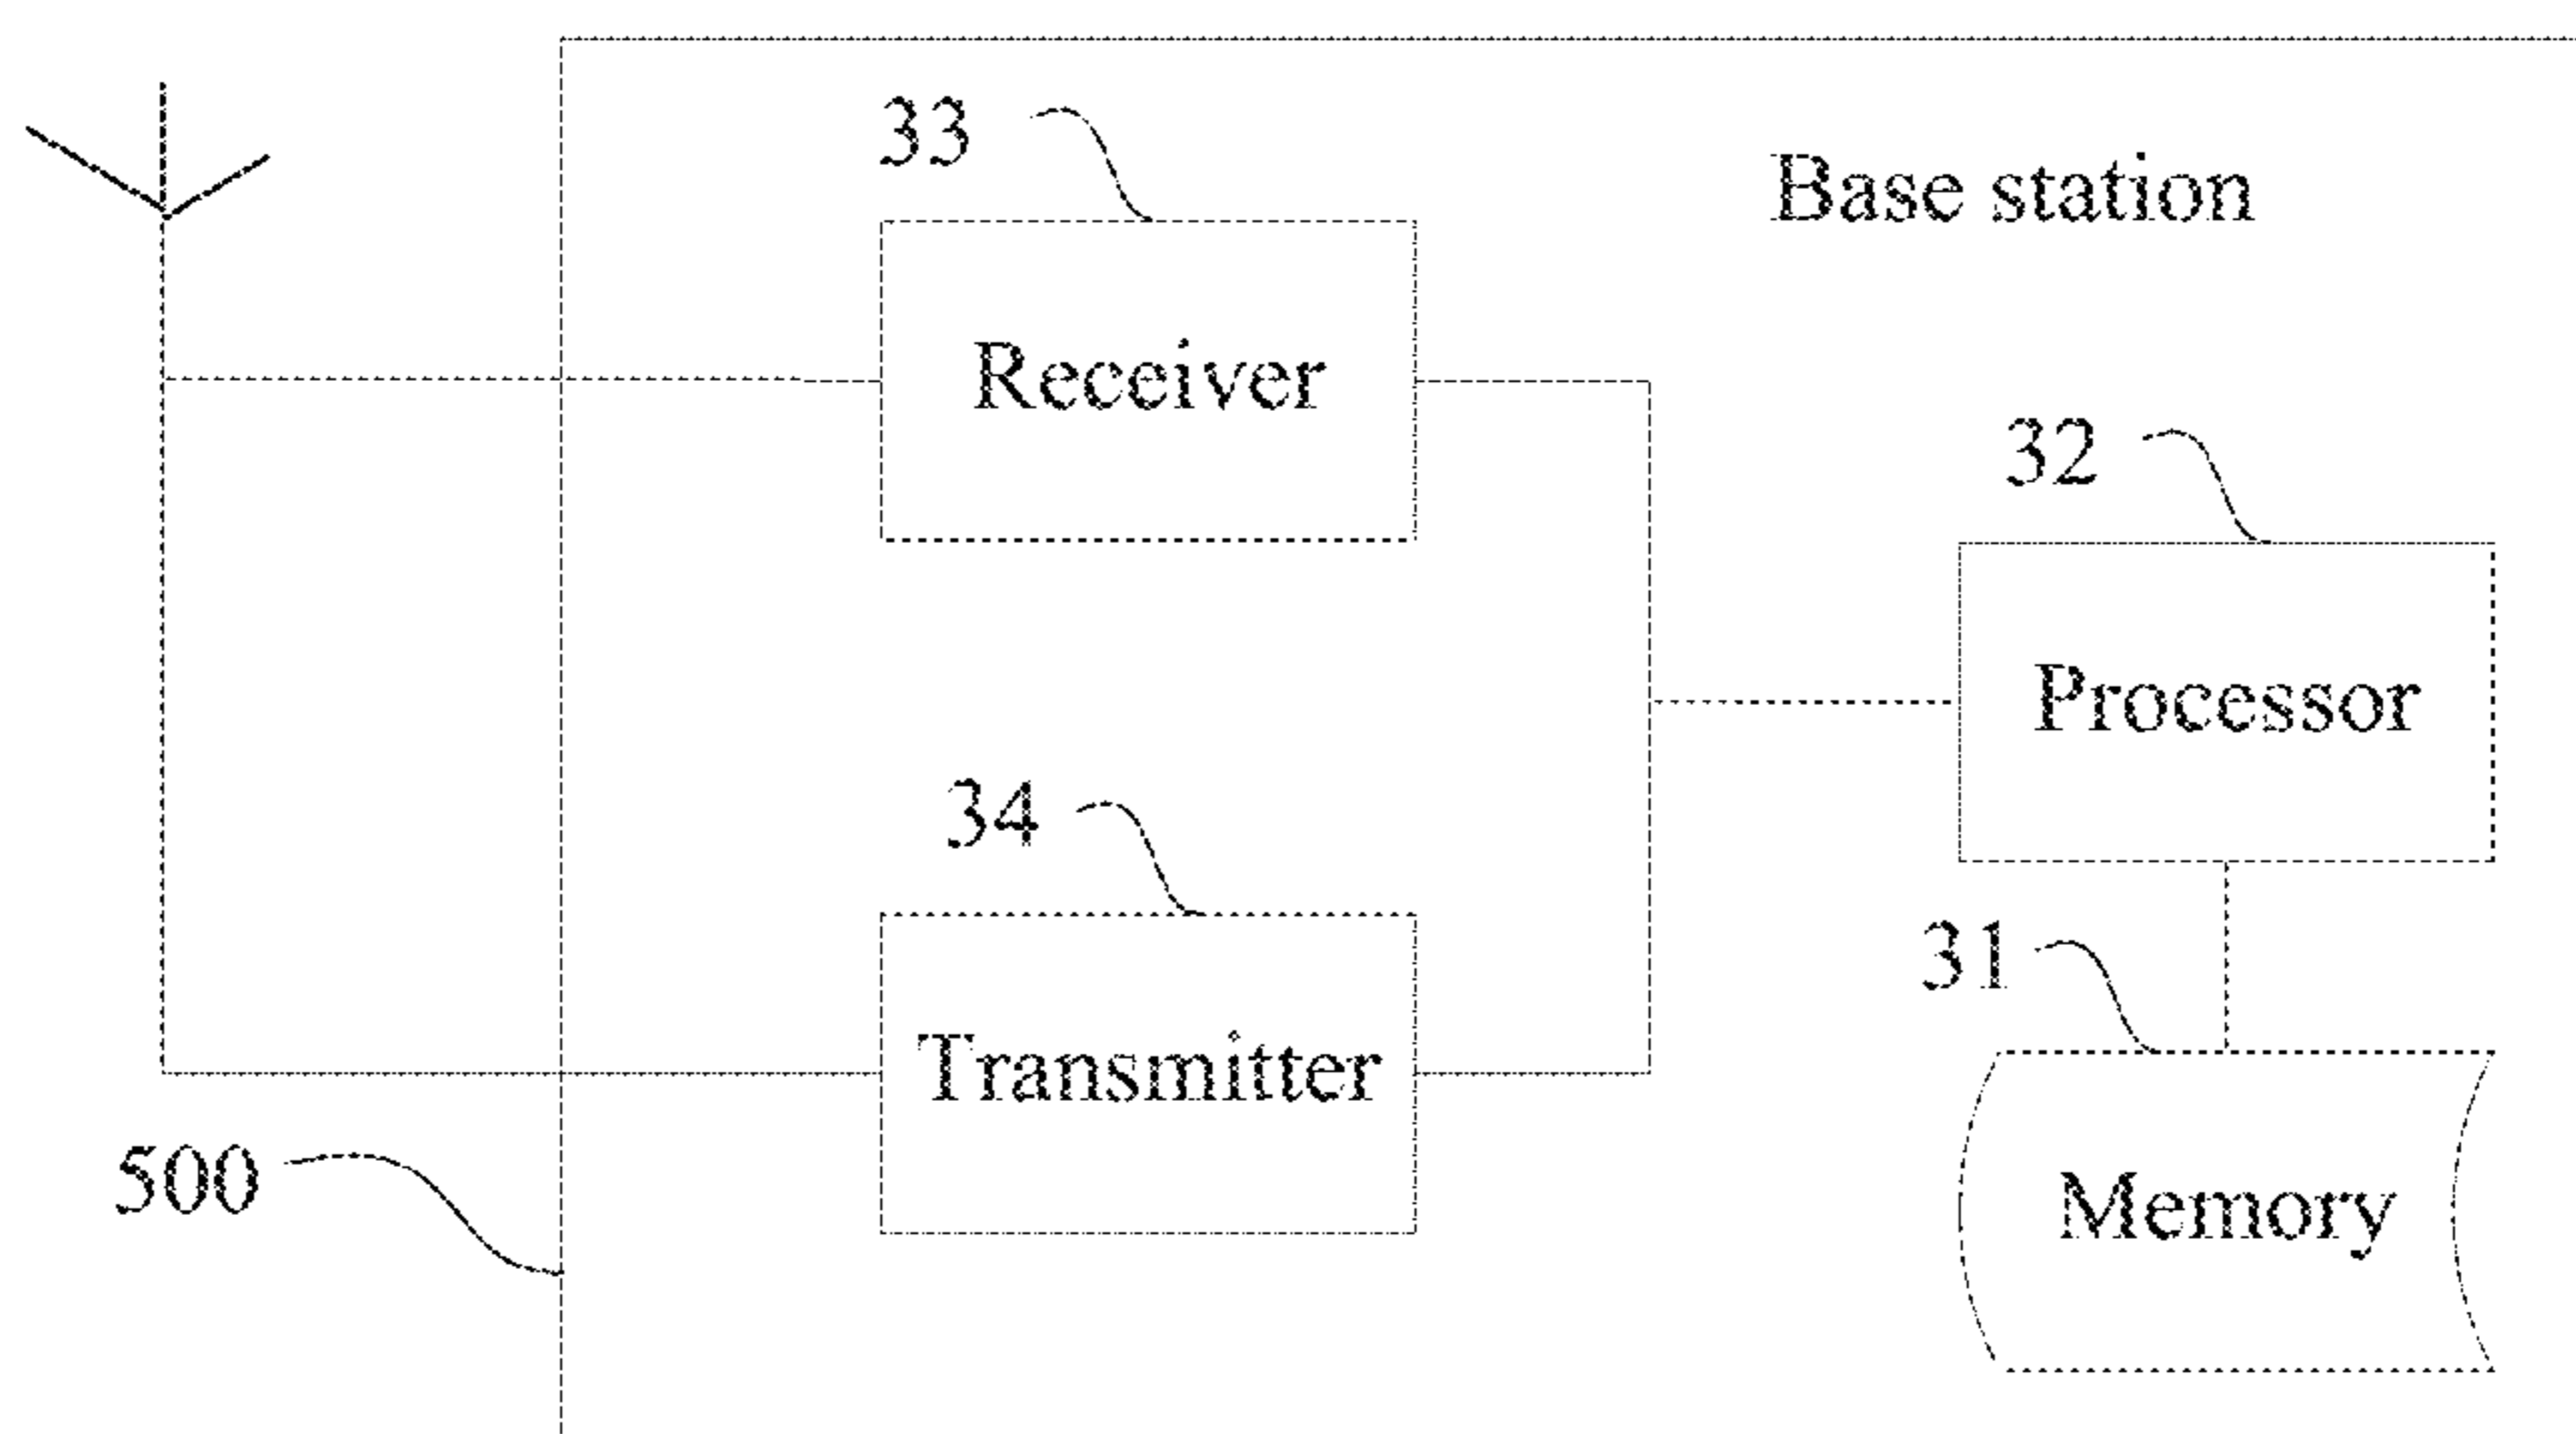 33
Base station
Receiver
32
Processor
34
31
Transmitter
500
Memory